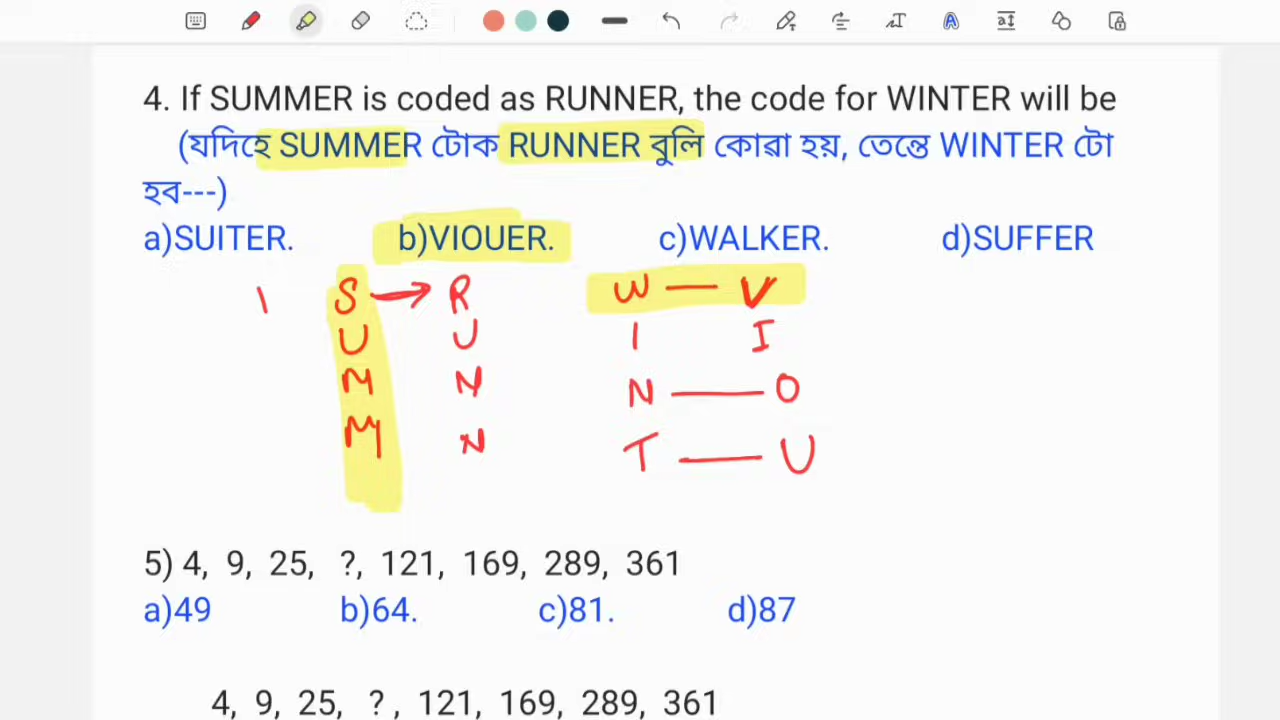 4. If SUMMER is coded as RUNNER, the code for WINTER will be
(যদিহে SUMMER টোক RUNNER বুলি কোৱা হয়, তেন্তে WINTER টো
হব---)
a)SUITER. b)VIOUER. c)WALKER. d)SUFFER
I S → R W — V
U U I I
M N N — O
M N T — U
5) 4, 9, 25, ?, 121, 169, 289, 361
a)49 b)64. c)81. d)87
4, 9, 25, ?, 121, 169, 289, 361